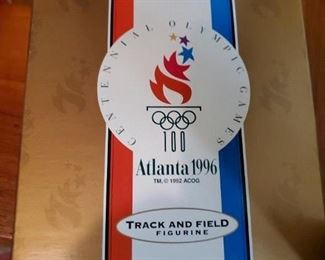 CENTENNIAL OLYMPIC GAMES
100
Atlanta 1996
TM, © 1992 ACOG
TRACK AND FIELD
FIGURINE